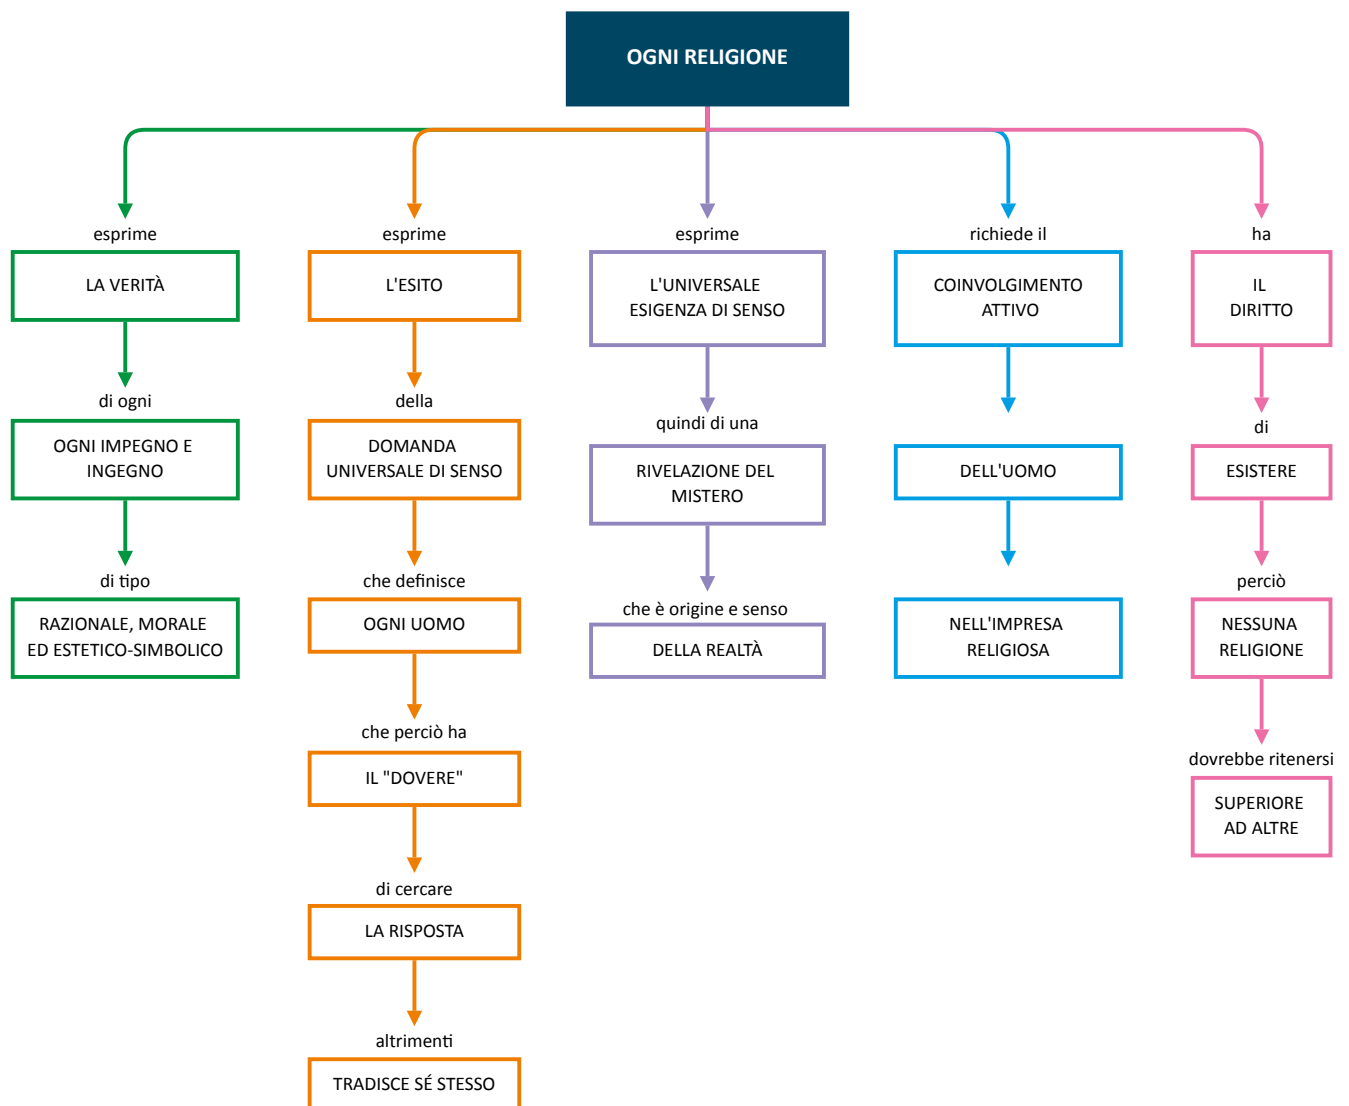 OGNI RELIGIONE
esprime
LA VERITÀ
di ogni
OGNI IMPEGNO E
INGEGNO
di tipo
RAZIONALE, MORALE
ED ESTETICO-SIMBOLICO
esprime
L'ESITO
della
DOMANDA
UNIVERSALE DI SENSO
che definisce
OGNI UOMO
che perciò ha
IL "DOVERE"
di cercare
LA RISPOSTA
altrimenti
TRADISCE SÉ STESSO
esprime
L'UNIVERSALE
ESIGENZA DI SENSO
quindi di una
RIVELAZIONE DEL
MISTERO
che è origine e senso
DELLA REALTÀ
richiede il
COINVOLGIMENTO
ATTIVO
DELL'UOMO
NELL'IMPRESA
RELIGIOSA
ha
IL
DIRITTO
di
ESISTERE
perciò
NESSUNA
RELIGIONE
dovrebbe ritenersi
SUPERIORE
AD ALTRE